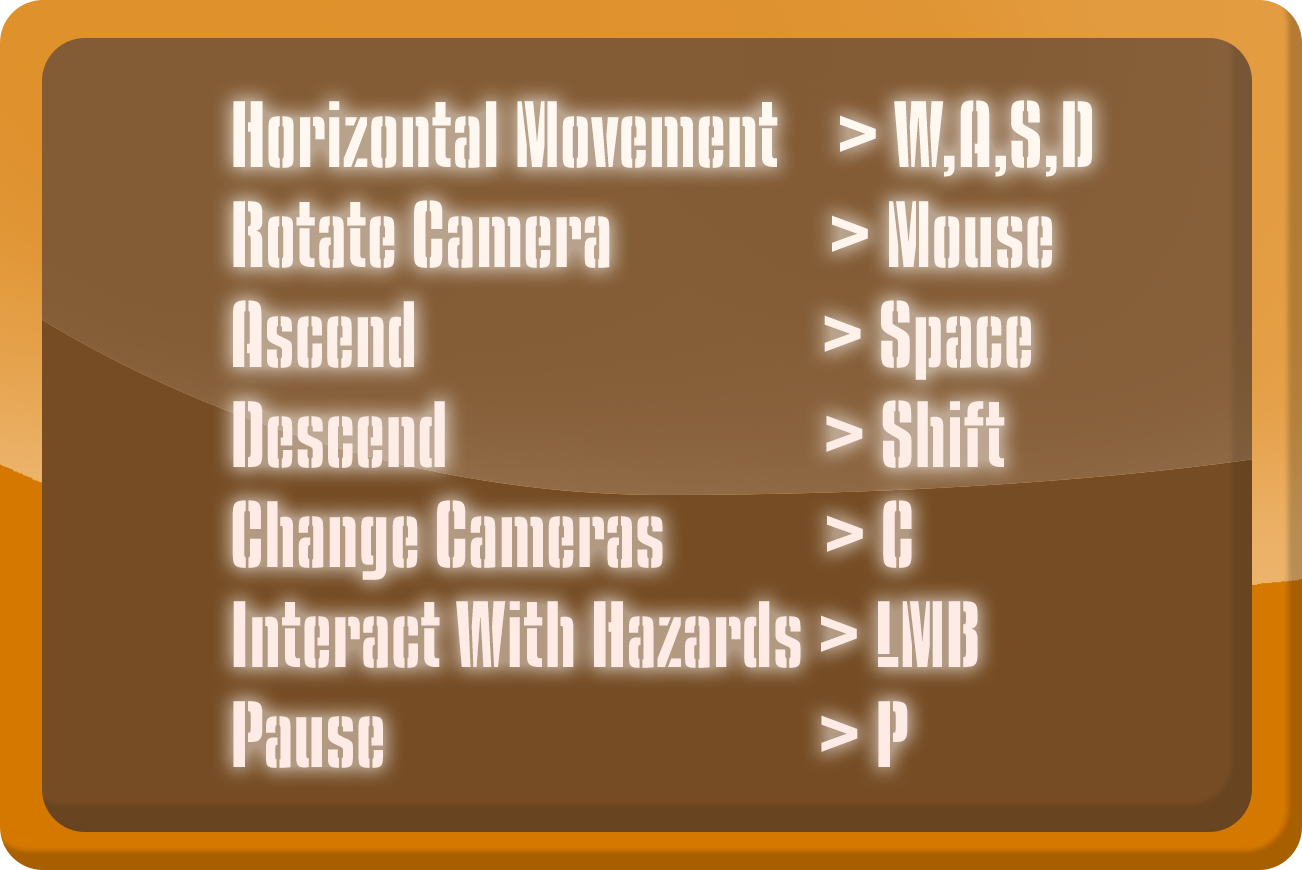 Horizontal Movement > W,A,S,D
Rotate Camera > Mouse
Ascend > Space
Descend > Shift
Change Cameras > C
Interact With Hazards > LMB
Pause > P